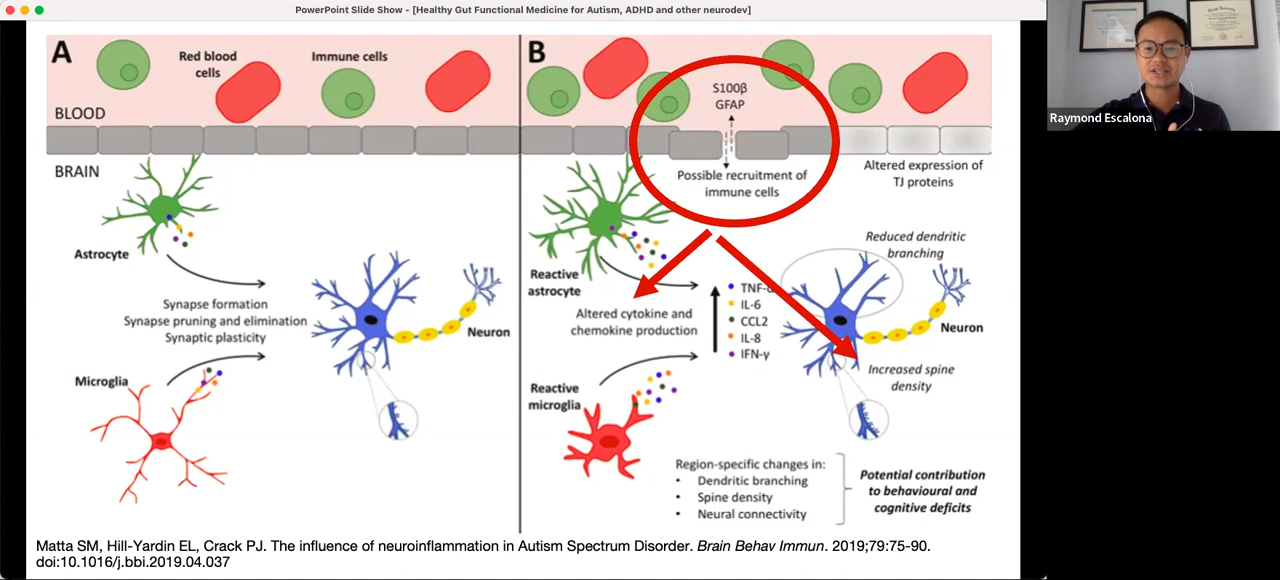 PowerPoint Slide Show - [Healthy Gut Functional Medicine for Autism, ADHD and other neurodev]
Raymond Escalona
A
Red blood
cells
Immune cells
BLOOD
BRAIN
Astrocyte
Synapse formation
Synapse pruning and elimination
Synaptic plasticity
Neuron
Microglia
B
S100β
GFAP
Possible recruitment of
immune cells
Altered expression of
TJ proteins
Reduced dendritic
branching
Reactive
astrocyte
Altered cytokine and
chemokine production
TNF-α
IL-6
CCL2
IL-8
IFN-γ
Neuron
Increased spine
density
Reactive
microglia
Region-specific changes in:
• Dendritic branching
• Spine density
• Neural connectivity
Potential contribution
to behavioural and
cognitive deficits
Matta SM, Hill-Yardin EL, Crack PJ. The influence of neuroinflammation in Autism Spectrum Disorder. Brain Behav Immun. 2019;79:75-90.
doi:10.1016/j.bbi.2019.04.037